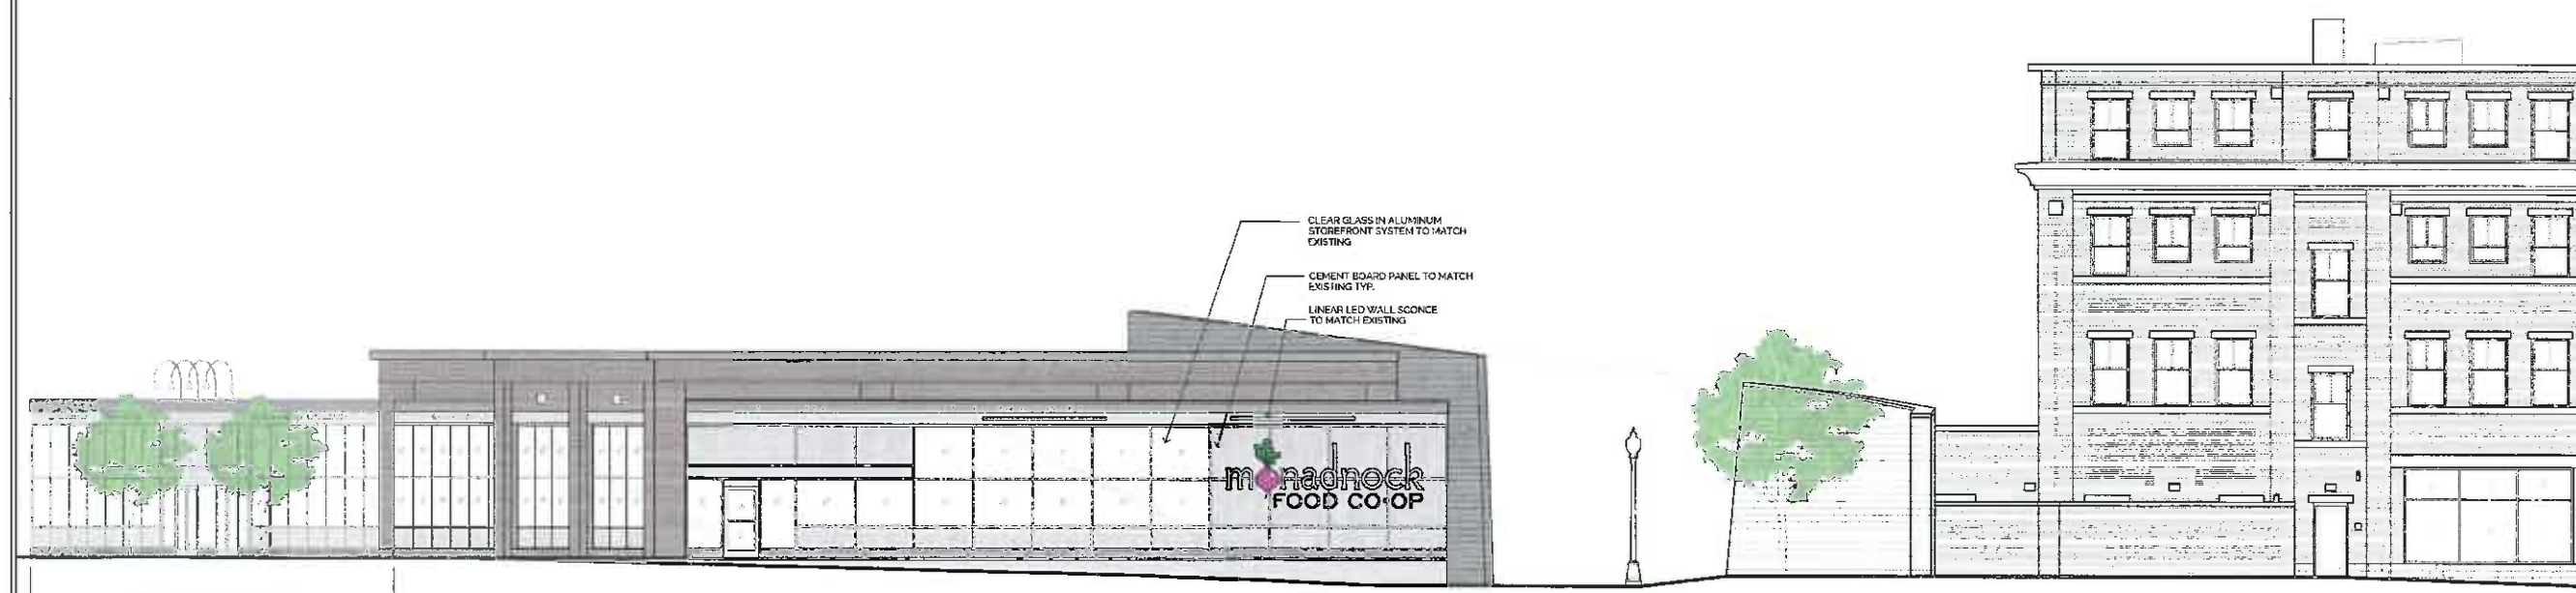 CLEAR GLASS IN ALUMINUM
STOREFRONT SYSTEM TO MATCH
EXISTING
CEMENT BOARD PANEL TO MATCH
EXISTING TYP.
LINEAR LED WALL SCONCE
TO MATCH EXISTING
monadnock
FOOD CO·OP